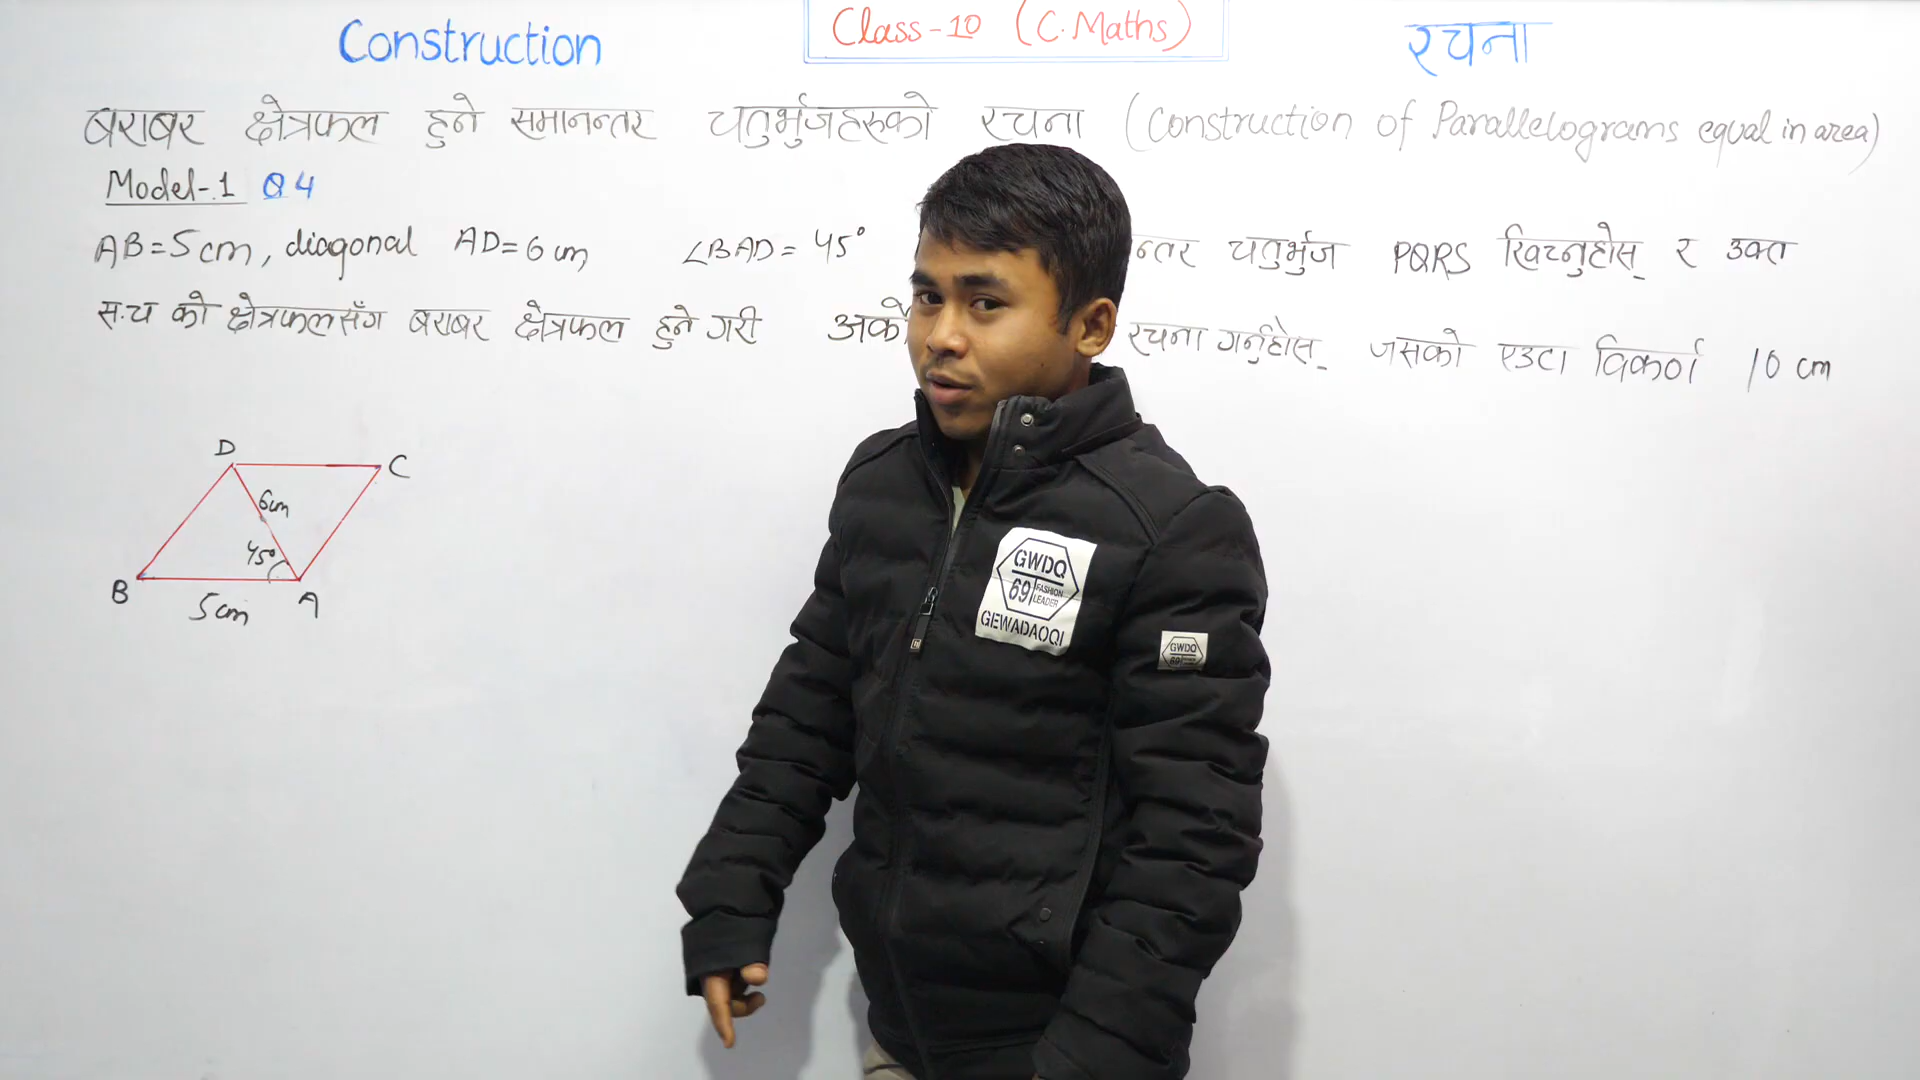 Construction
Class-10 (C.Maths)
रचना
बराबर क्षेत्रफल हुने समानन्तर चतुर्भुजहरुको रचना (Construction of Parallelograms equal in area)
Model-.1 Q4
AB=5cm, diagonal AD=6cm ∠BAD= 45° न्तर चतुर्भुज PQRS खिच्नुहोस् र उक्त
स.च को क्षेत्रफलसँग बराबर क्षेत्रफल हुने गरी अर्को रचना गर्नुहोस् जसको एउटा विकर्ण 10 cm
D
C
6cm
45°
B
5cm
A
GWDQ
69 FASHION LEADER
GEWADAOQI
GWDQ
69